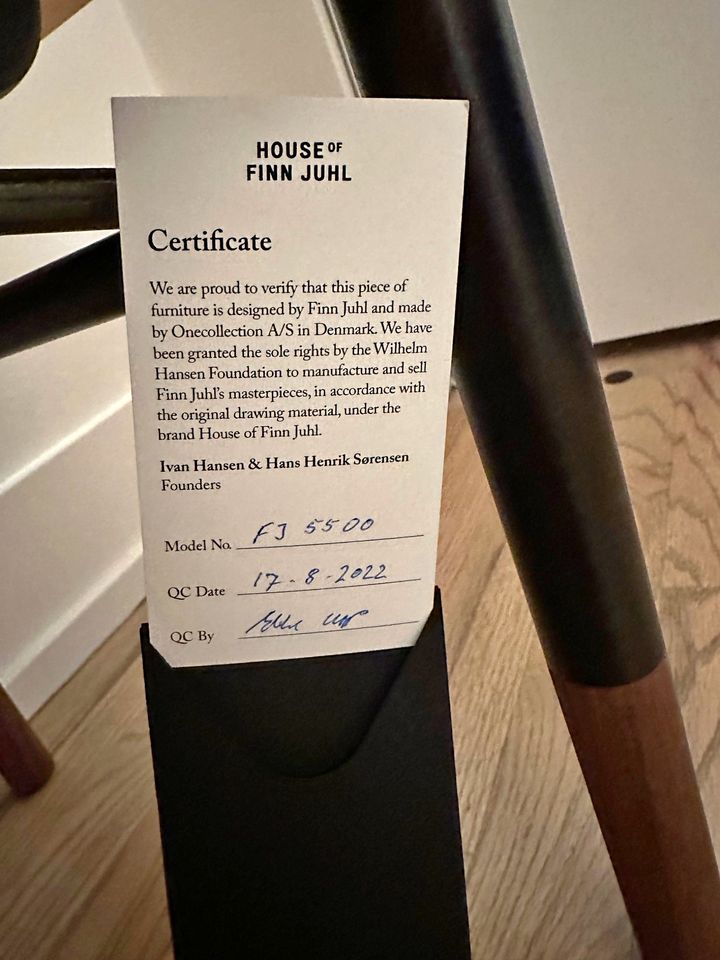 HOUSE OF
FINN JUHL
Certificate
We are proud to verify that this piece of
furniture is designed by Finn Juhl and made
by Onecollection A/S in Denmark. We have
been granted the sole rights by the Wilhelm
Hansen Foundation to manufacture and sell
Finn Juhl's masterpieces, in accordance with
the original drawing material, under the
brand House of Finn Juhl.
Ivan Hansen & Hans Henrik Sørensen
Founders
Model No. FJ 5500
QC Date 17-8-2022
QC By